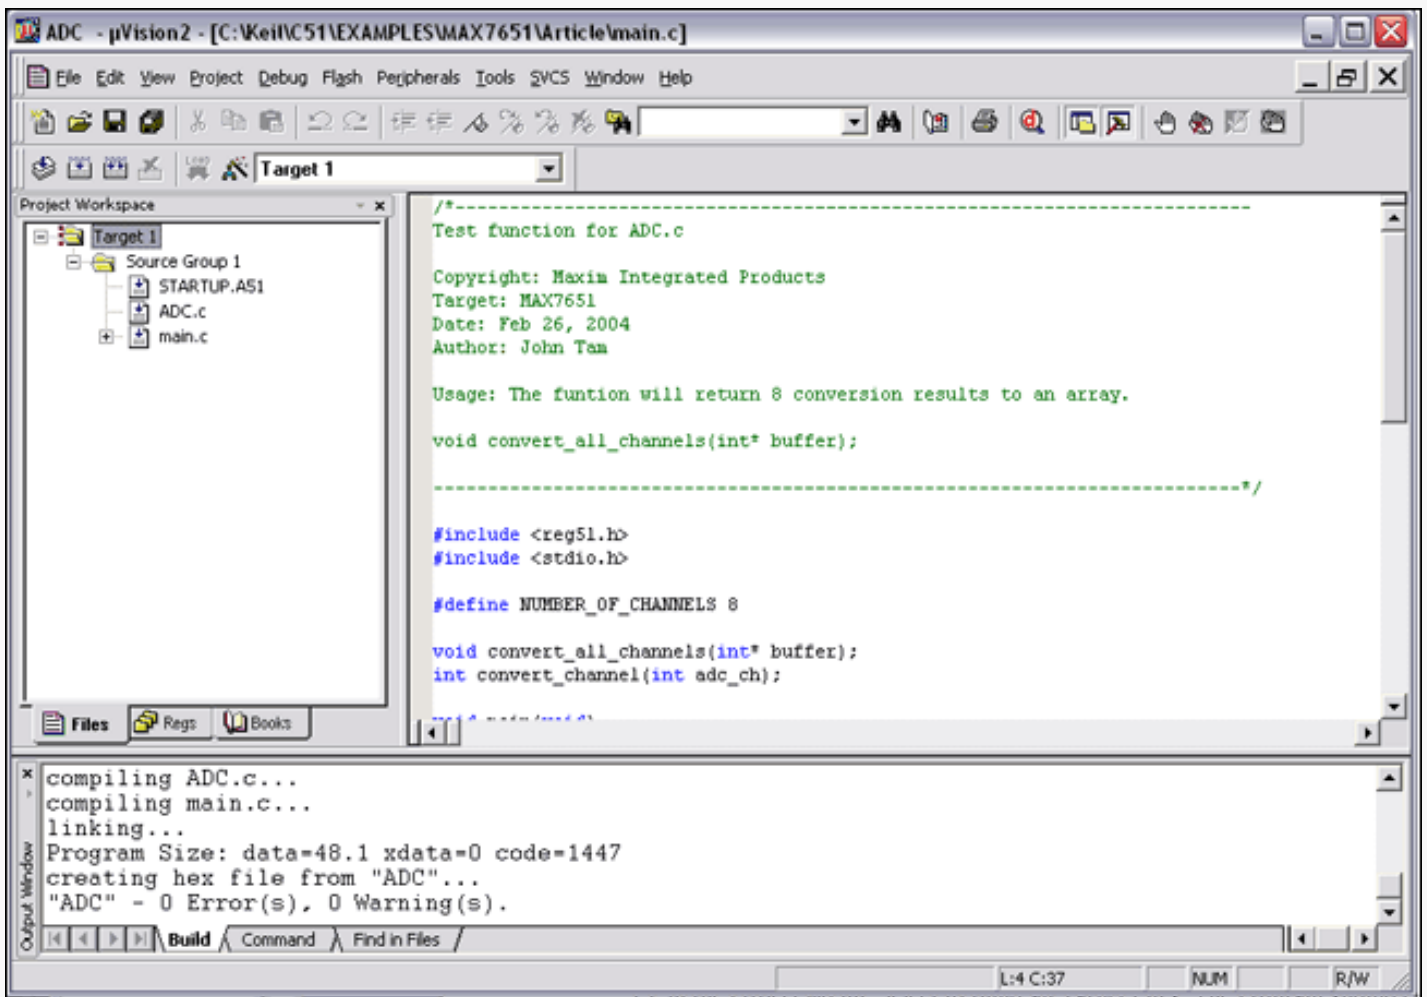 ADC - µVision2 - [C:\Keil\C51\EXAMPLES\MAX7651\Article\main.c]
File Edit View Project Debug Flash Peripherals Tools SVCS Window Help
Target 1
Project Workspace
Target 1
Source Group 1
STARTUP.A51
ADC.c
main.c
Files Regs Books
/*-------------------------------------------------------------------------
Test function for ADC.c
Copyright: Maxim Integrated Products
Target: MAX7651
Date: Feb 26, 2004
Author: John Tam
Usage: The funtion will return 8 conversion results to an array.
void convert_all_channels(int* buffer);
--------------------------------------------------------------------------*/
#include <reg51.h>
#include <stdio.h>
#define NUMBER_OF_CHANNELS 8
void convert_all_channels(int* buffer);
int convert_channel(int adc_ch);
void main(void)
Output Window
compiling ADC.c...
compiling main.c...
linking...
Program Size: data=48.1 xdata=0 code=1447
creating hex file from "ADC"...
"ADC" - 0 Error(s), 0 Warning(s).
Build Command Find in Files
L:4 C:37 NUM R/W